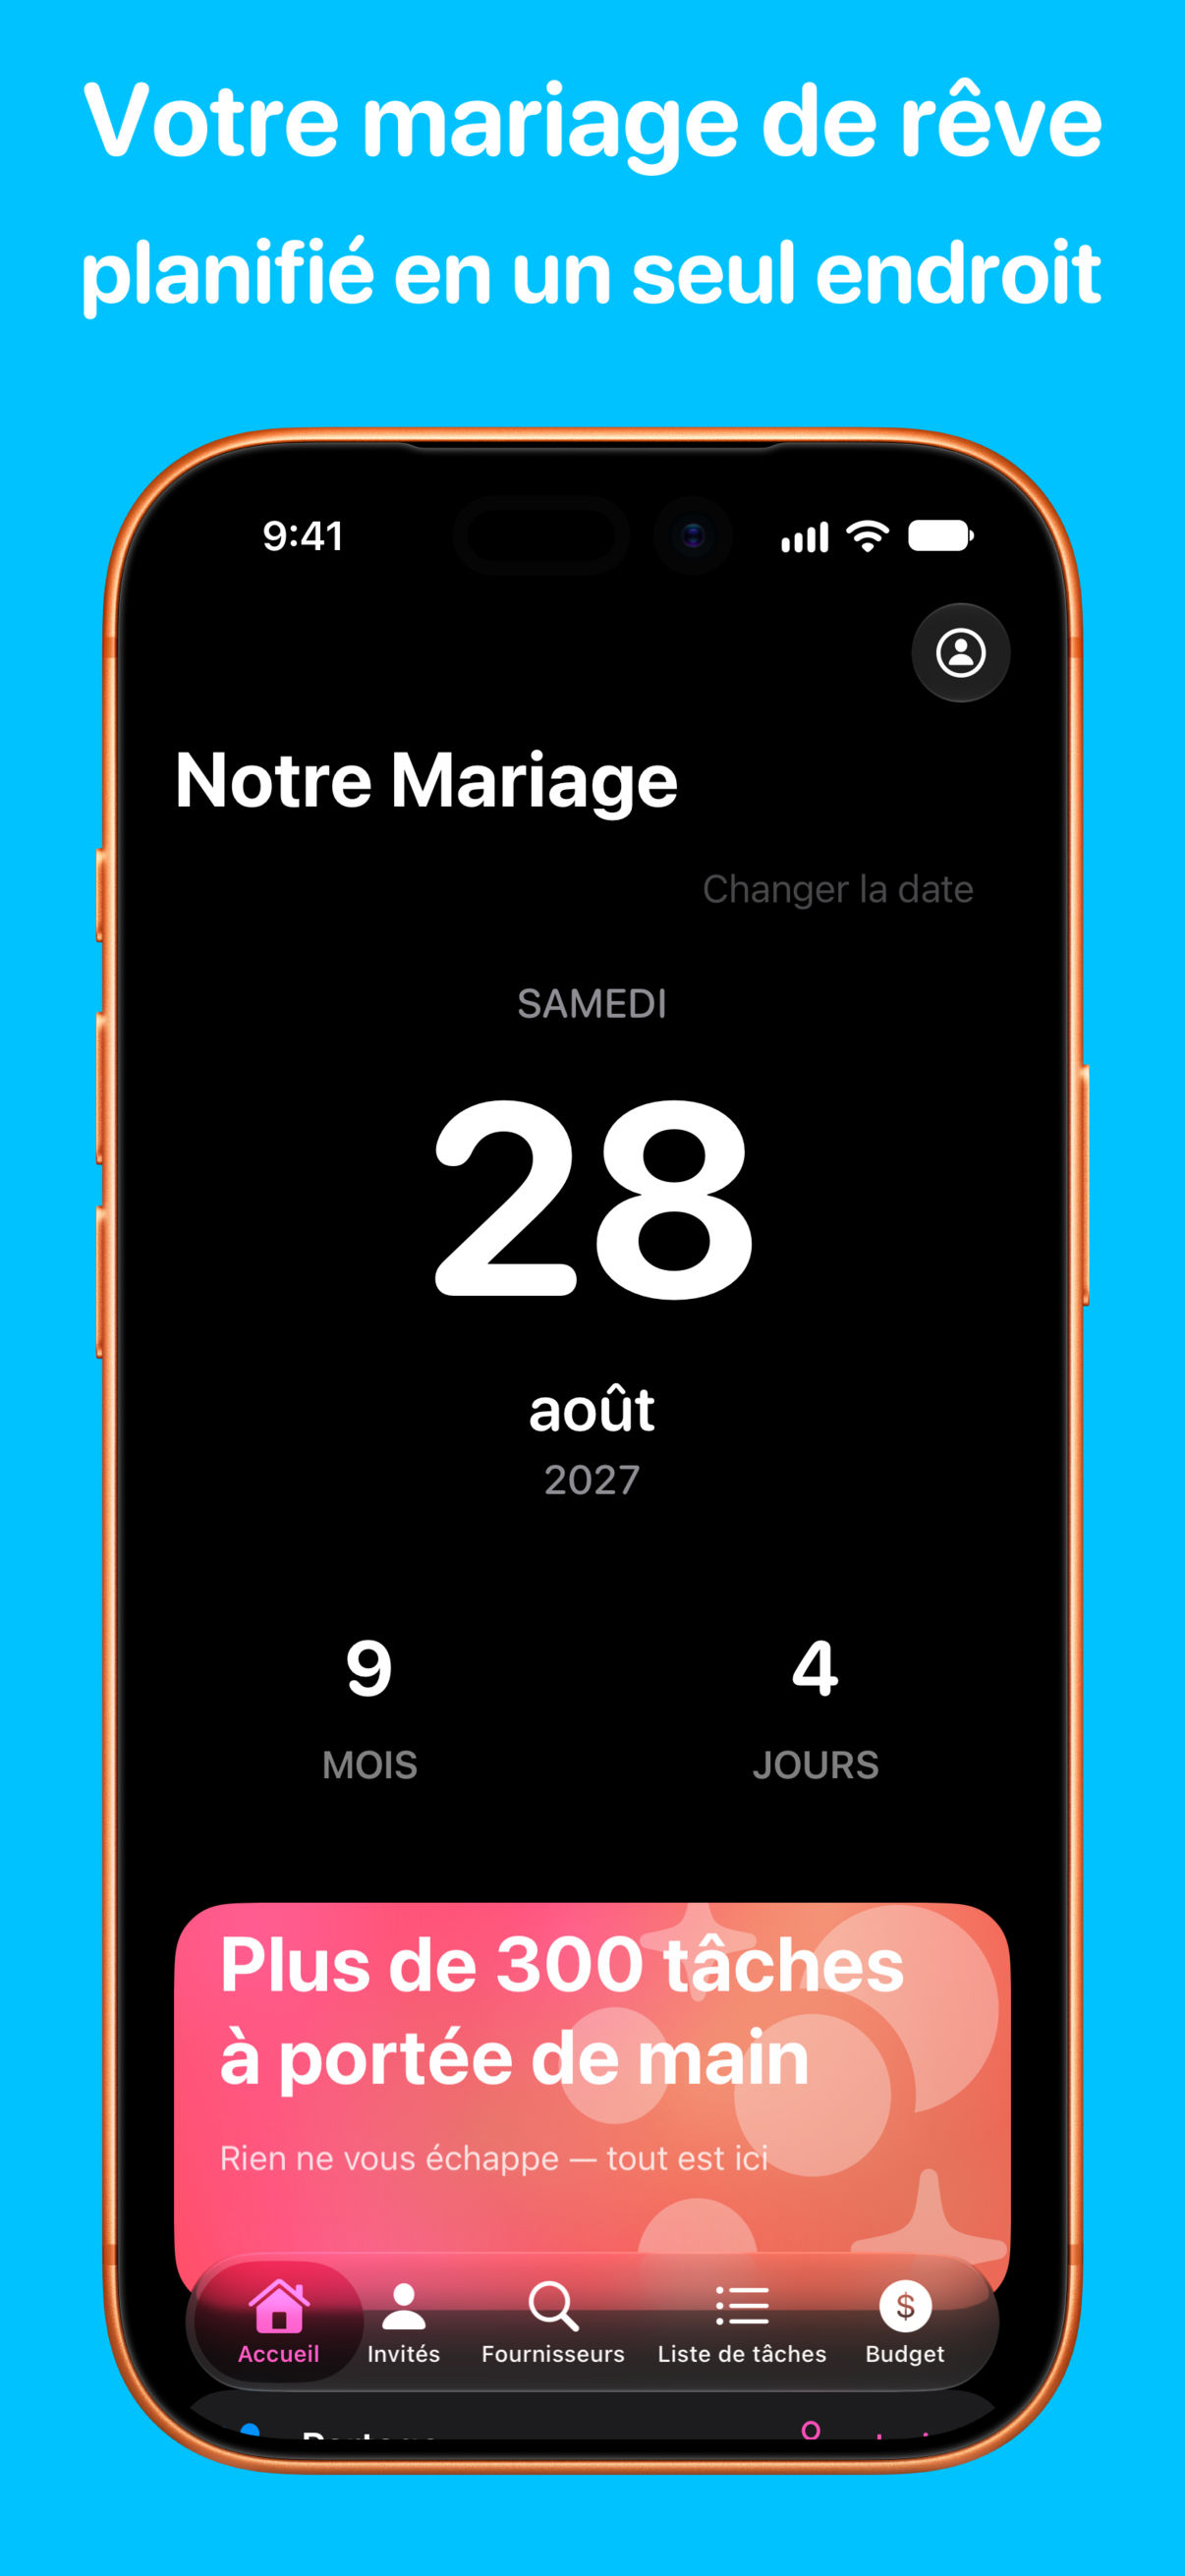 Votre mariage de rêve
planifié en un seul endroit
9:41
Notre Mariage
Changer la date
SAMEDI
28
août
2027
9
MOIS
4
JOURS
Plus de 300 tâches
à portée de main
Rien ne vous échappe — tout est ici
Accueil
Invités
Fournisseurs
Liste de tâches
Budget